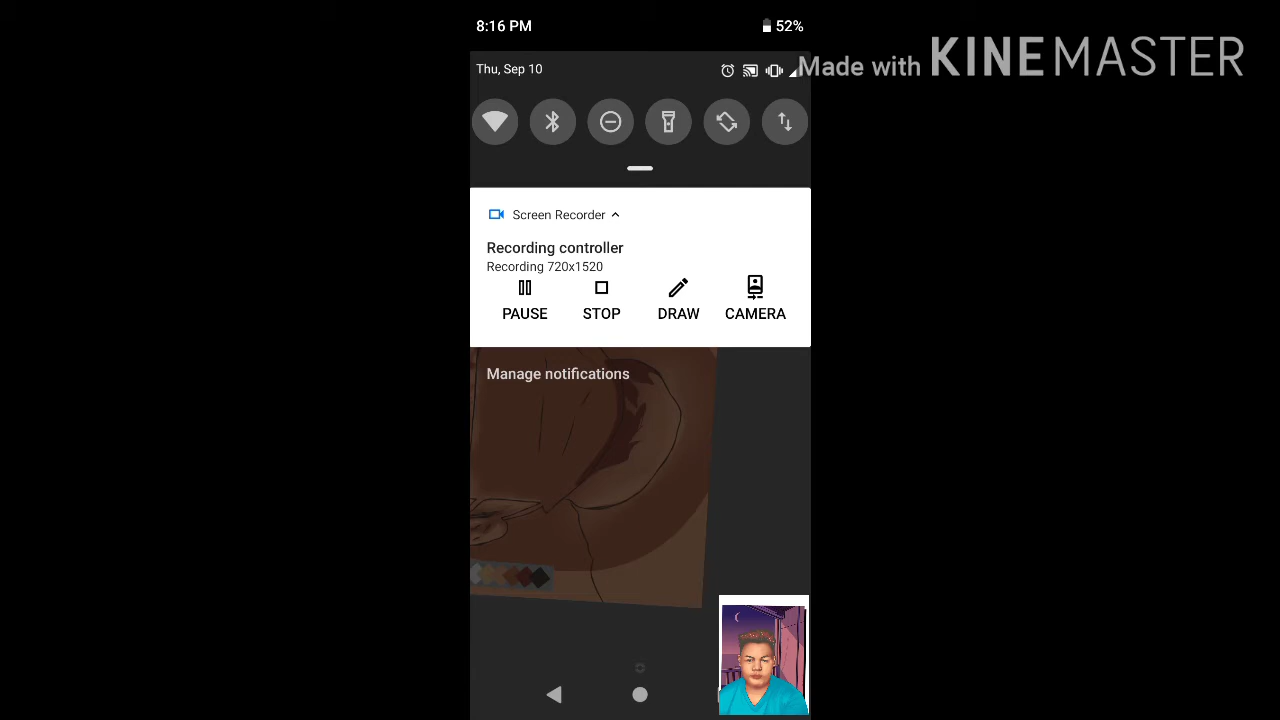 8:16 PM
52%
Made with KINEMASTER
Thu, Sep 10
Screen Recorder
Recording controller
Recording 720x1520
PAUSE STOP DRAW CAMERA
Manage notifications